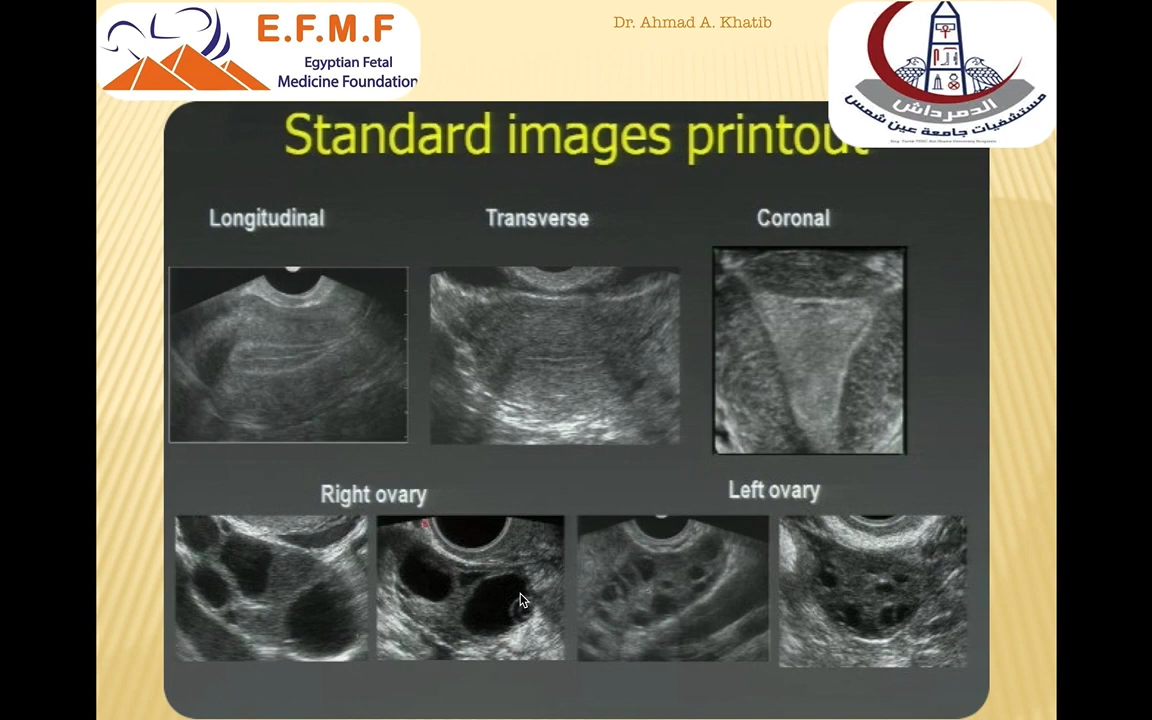 E.F.M.F
Egyptian Fetal
Medicine Foundation
Dr. Ahmad A. Khatib
الدمرداش
مستشفيات جامعة عين شمس
Standard images printout
Longitudinal
Transverse
Coronal
Right ovary
Left ovary